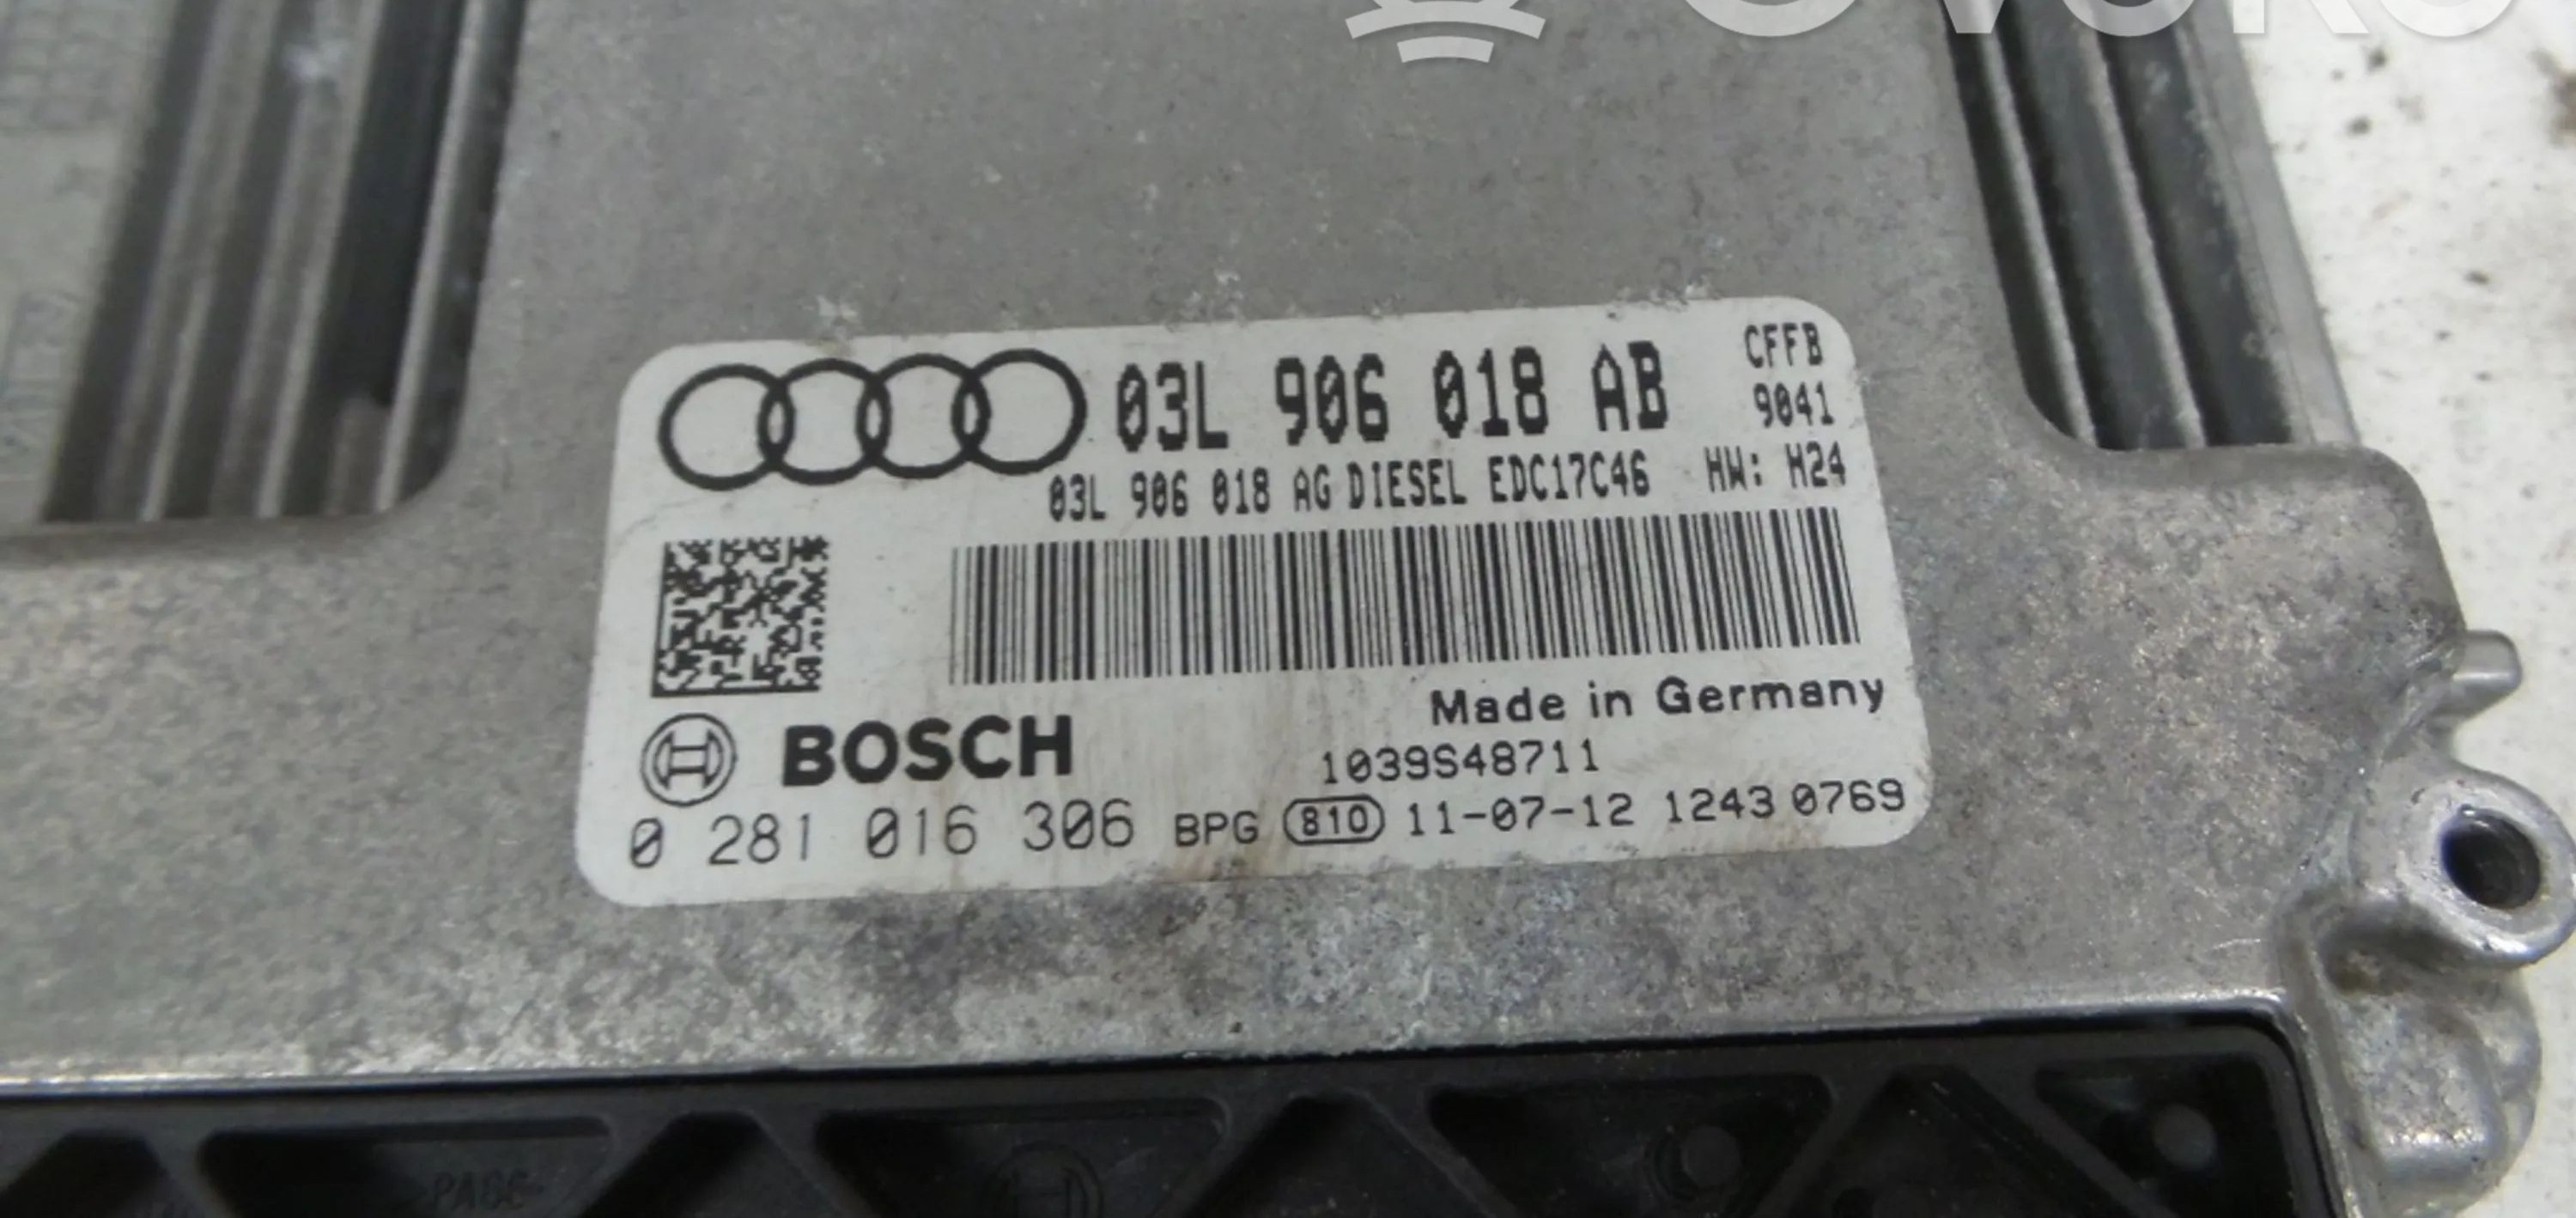 03L 906 018 AB
CFFB
9041
03L 906 018 AG DIESEL EDC17C46 HW: H24
Made in Germany
BOSCH
1039S48711
0 281 016 306 BPG 810 11-07-12 1243 0769